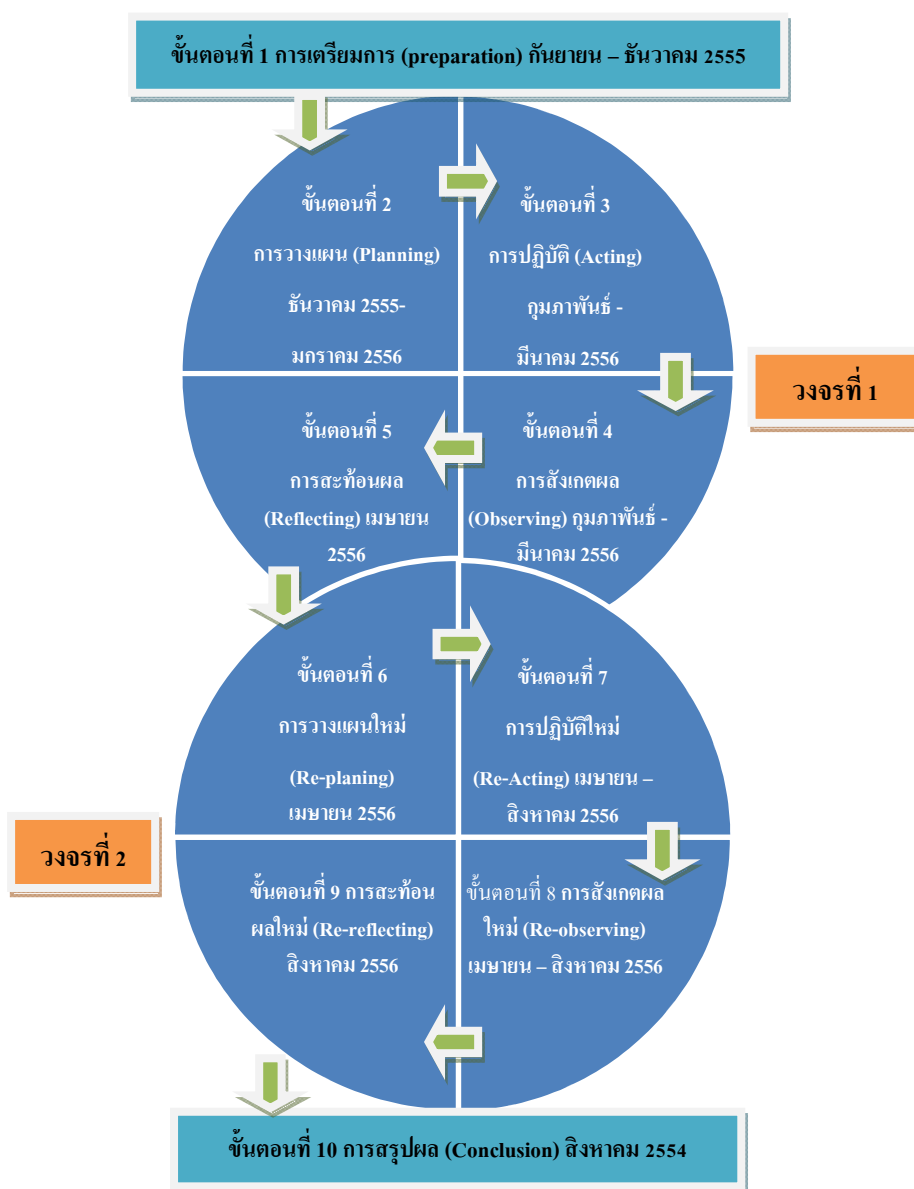 ขั้นตอนที่ 1 การเตรียมการ (preparation) กันยายน – ธันวาคม 2555
ขั้นตอนที่ 2
การวางแผน (Planning)
ธันวาคม 2555-
มกราคม 2556
ขั้นตอนที่ 3
การปฏิบัติ (Acting)
กุมภาพันธ์ -
มีนาคม 2556
วงจรที่ 1
ขั้นตอนที่ 4
การสังเกตผล
(Observing) กุมภาพันธ์ -
มีนาคม 2556
ขั้นตอนที่ 5
การสะท้อนผล
(Reflecting) เมษายน
2556
ขั้นตอนที่ 6
การวางแผนใหม่
(Re-planing)
เมษายน 2556
ขั้นตอนที่ 7
การปฏิบัติใหม่
(Re-Acting) เมษายน –
สิงหาคม 2556
วงจรที่ 2
ขั้นตอนที่ 8 การสังเกตผล
ใหม่ (Re-observing)
เมษายน – สิงหาคม 2556
ขั้นตอนที่ 9 การสะท้อน
ผลใหม่ (Re-reflecting)
สิงหาคม 2556
ขั้นตอนที่ 10 การสรุปผล (Conclusion) สิงหาคม 2554